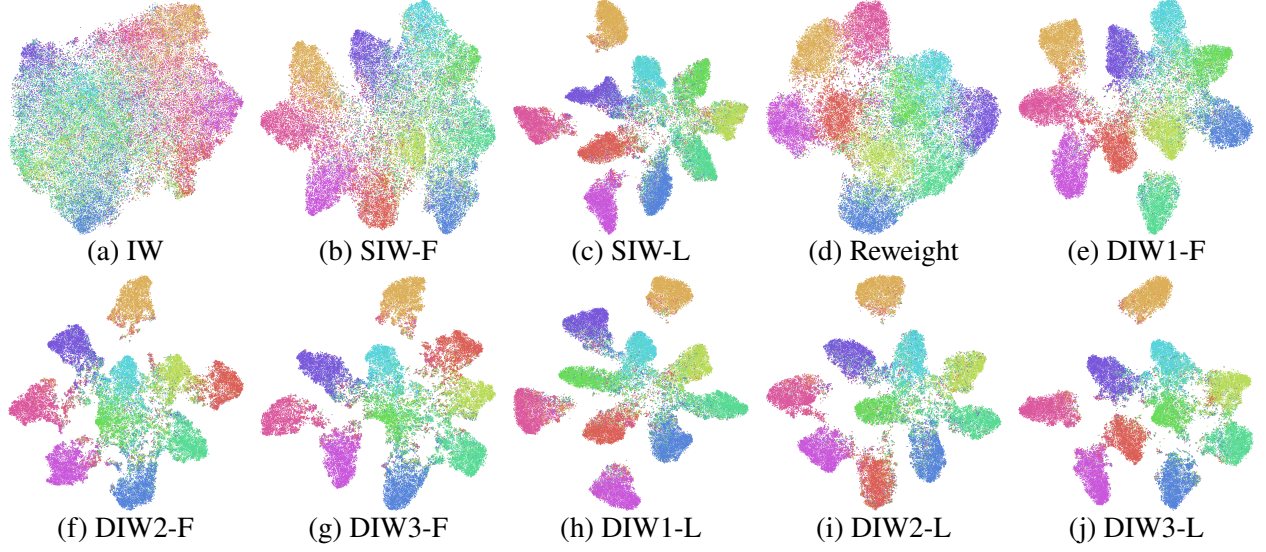 (a) IW
(b) SIW-F
(c) SIW-L
(d) Reweight
(e) DIW1-F
(f) DIW2-F
(g) DIW3-F
(h) DIW1-L
(i) DIW2-L
(j) DIW3-L